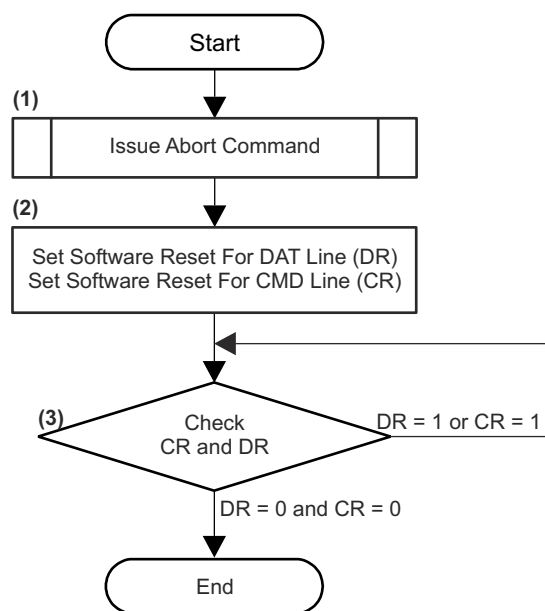 Start
(1)
Issue Abort Command
(2)
Set Software Reset For DAT Line (DR)
Set Software Reset For CMD Line (CR)
(3)
Check
CR and DR
DR = 1 or CR = 1
DR = 0 and CR = 0
End